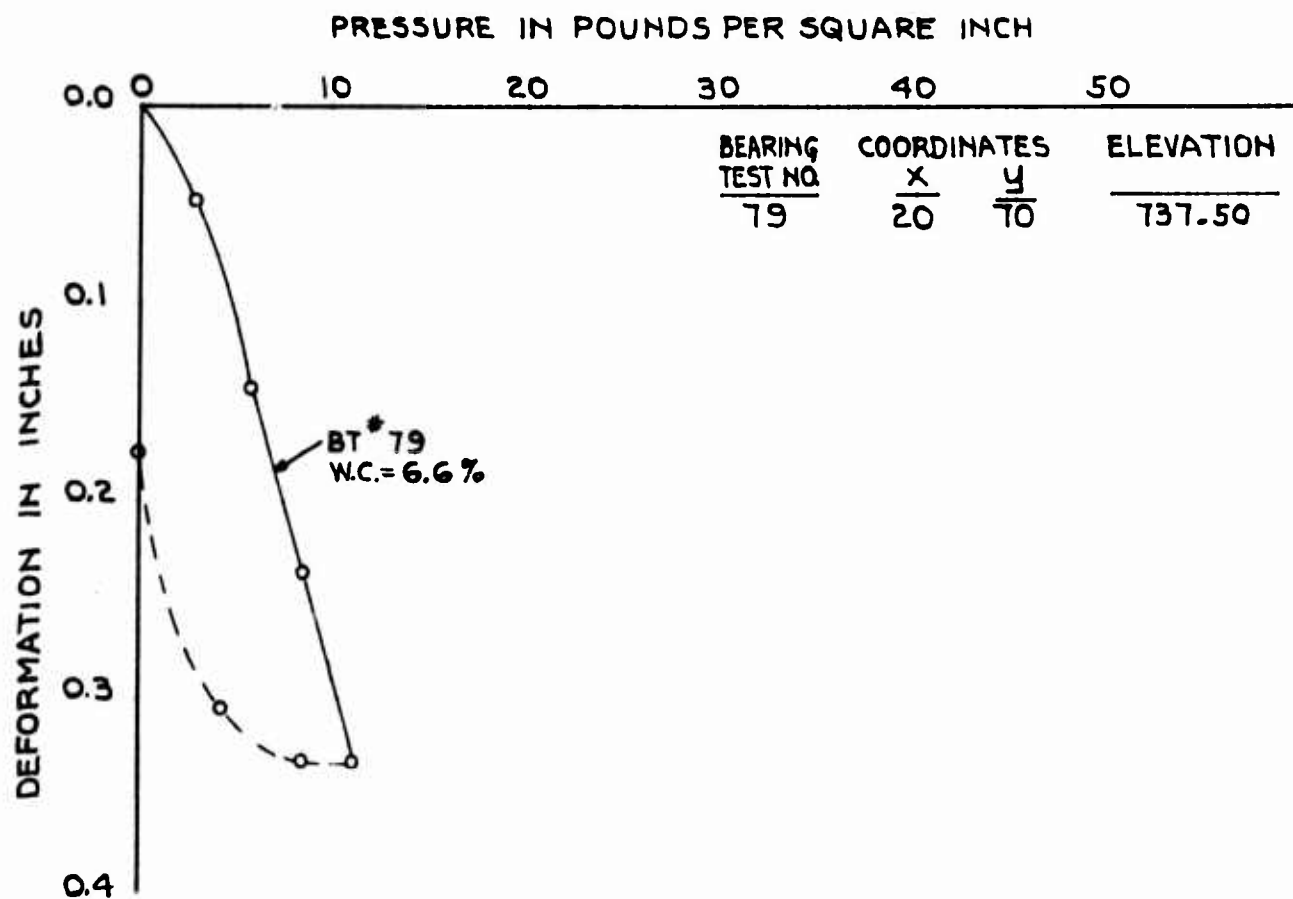 PRESSURE IN POUNDS PER SQUARE INCH
0 10 20 30 40 50
0.0
BEARING COORDINATES ELEVATION
TEST NO. X y
79 20 70 737.50
0.1
DEFORMATION IN INCHES
BT # 79
W.C.= 6.6 %
0.2
0.3
0.4